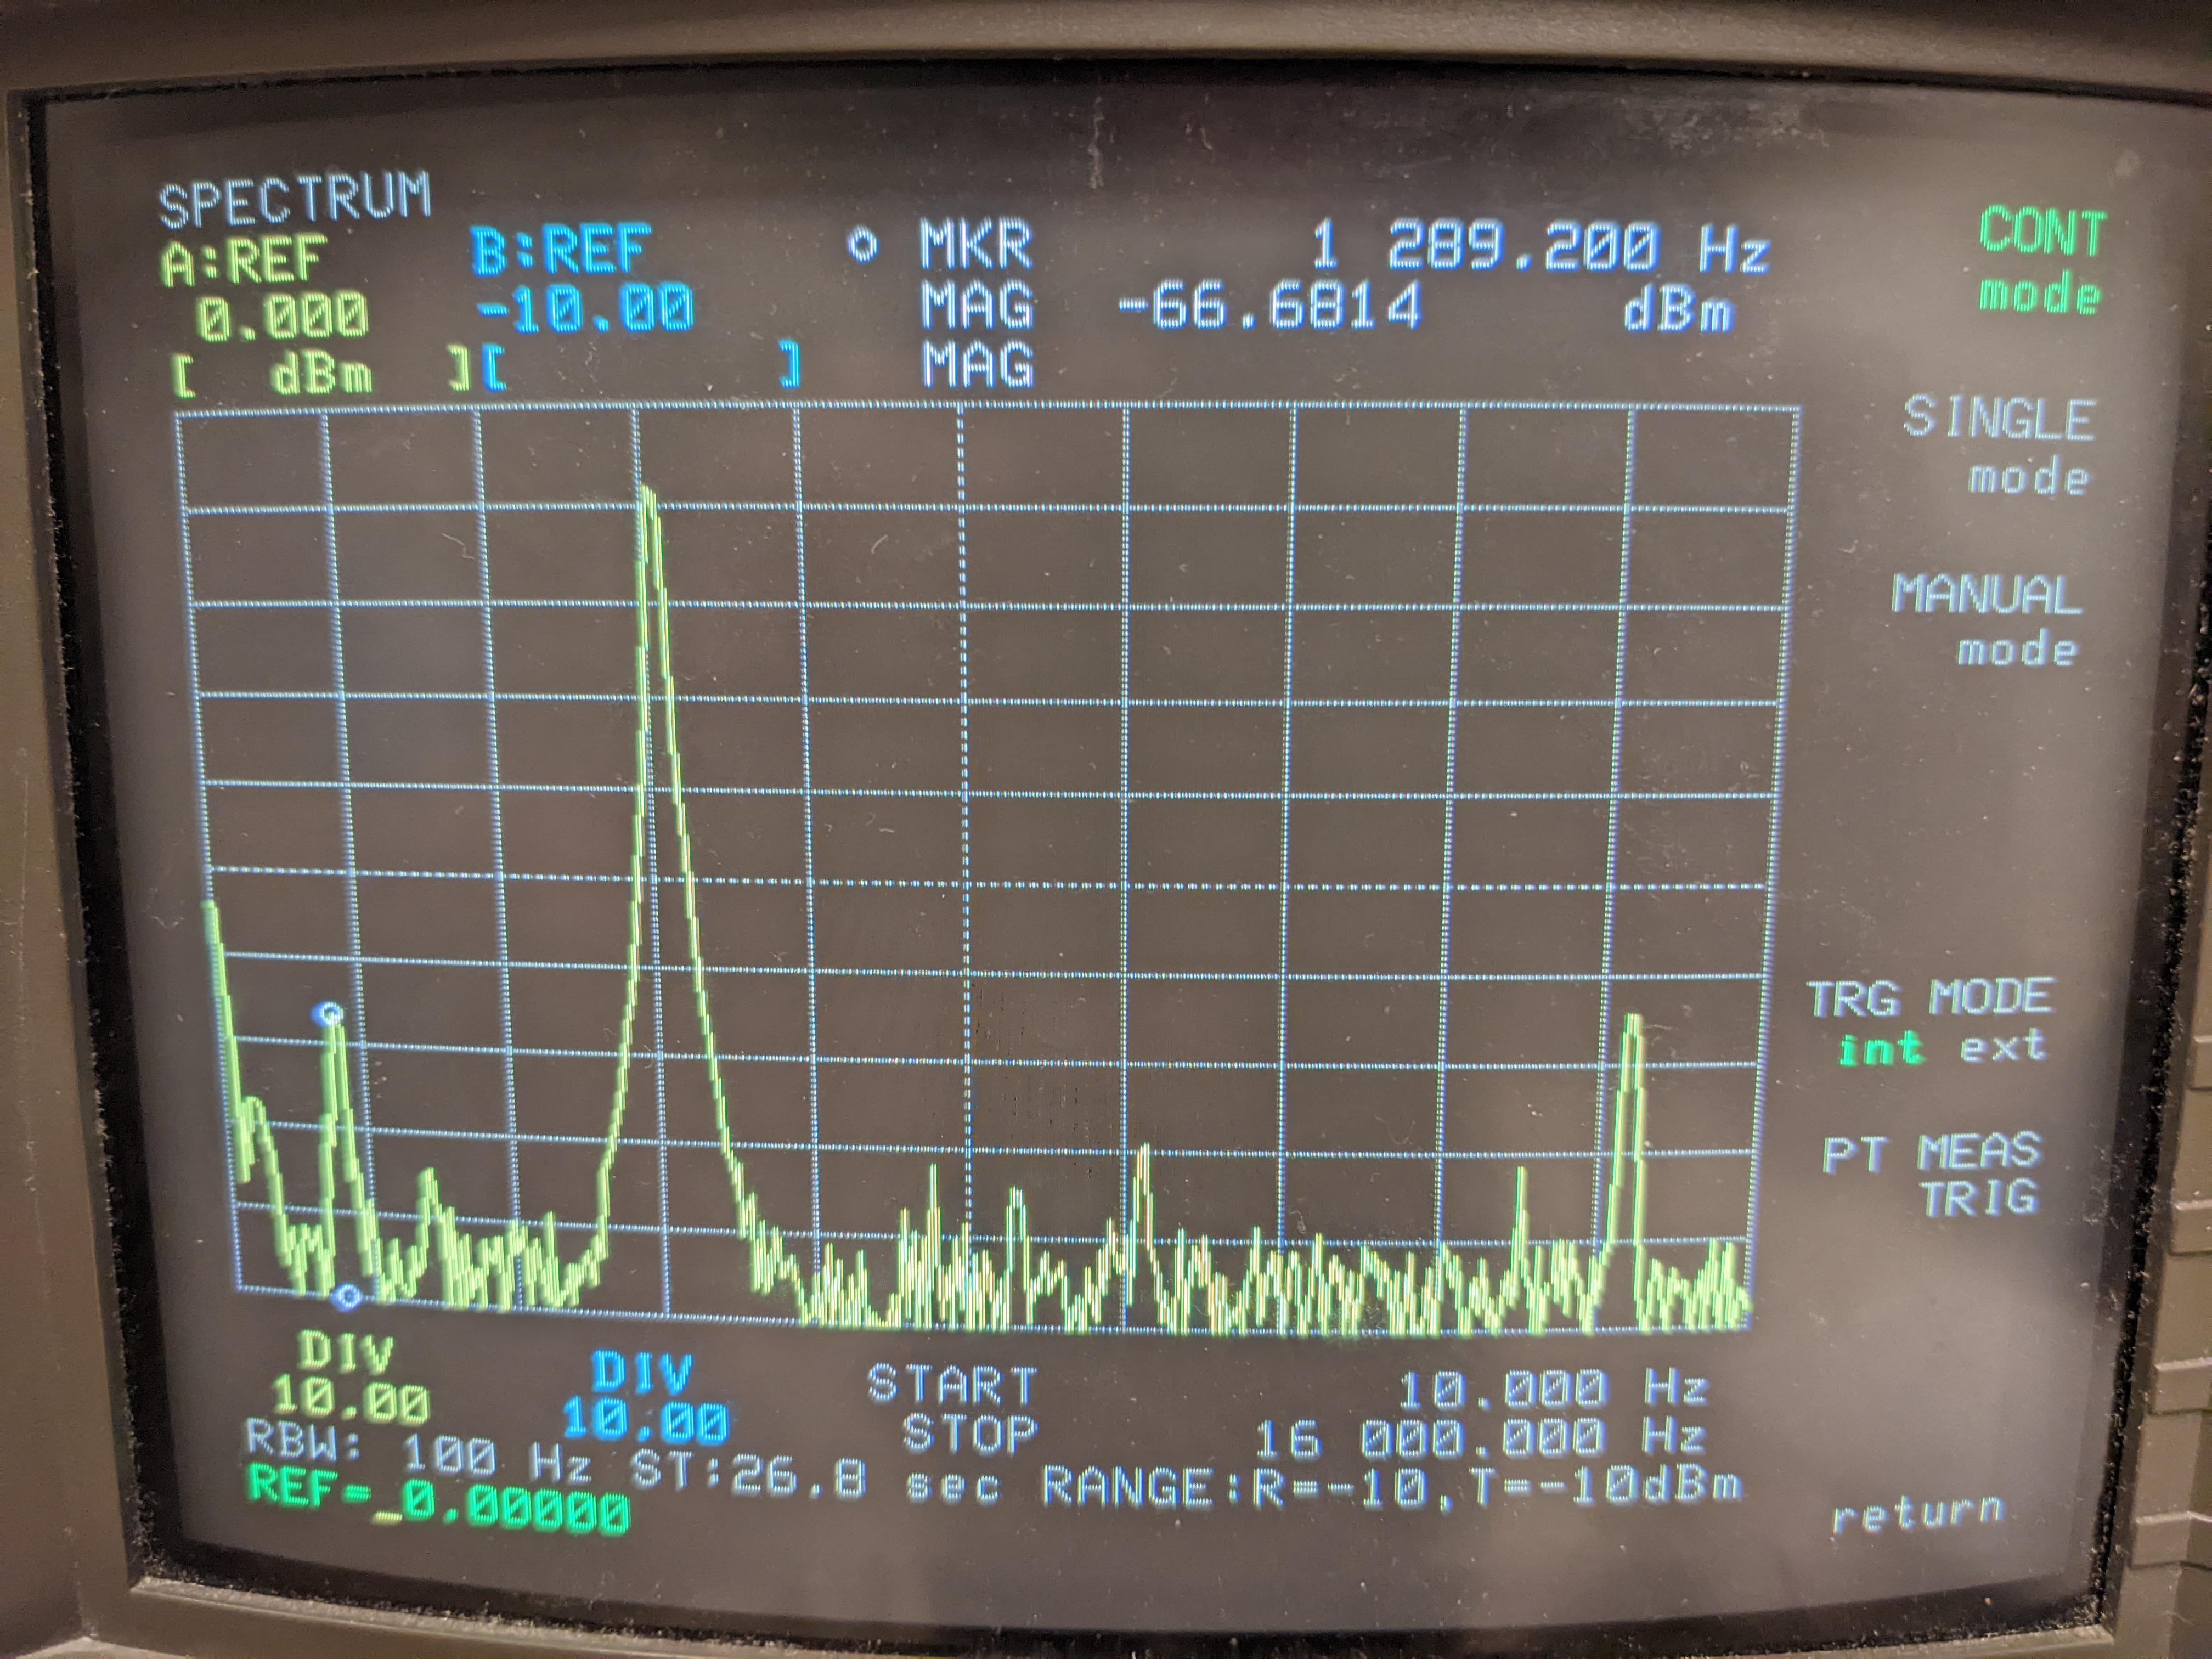 SPECTRUM
A:REF B:REF o MKR 1 289.200 Hz
0.000 -10.00 MAG -66.6814 dBm
[ dBm ][ ] MAG
CONT
mode
SINGLE
mode
MANUAL
mode
TRG MODE
int ext
PT MEAS
TRIG
return
DIV DIV START 10.000 Hz
10.00 10.00 STOP 16 000.000 Hz
RBW: 100 Hz ST:26.8 sec RANGE:R=-10,T=-10dBm
REF=_0.00000